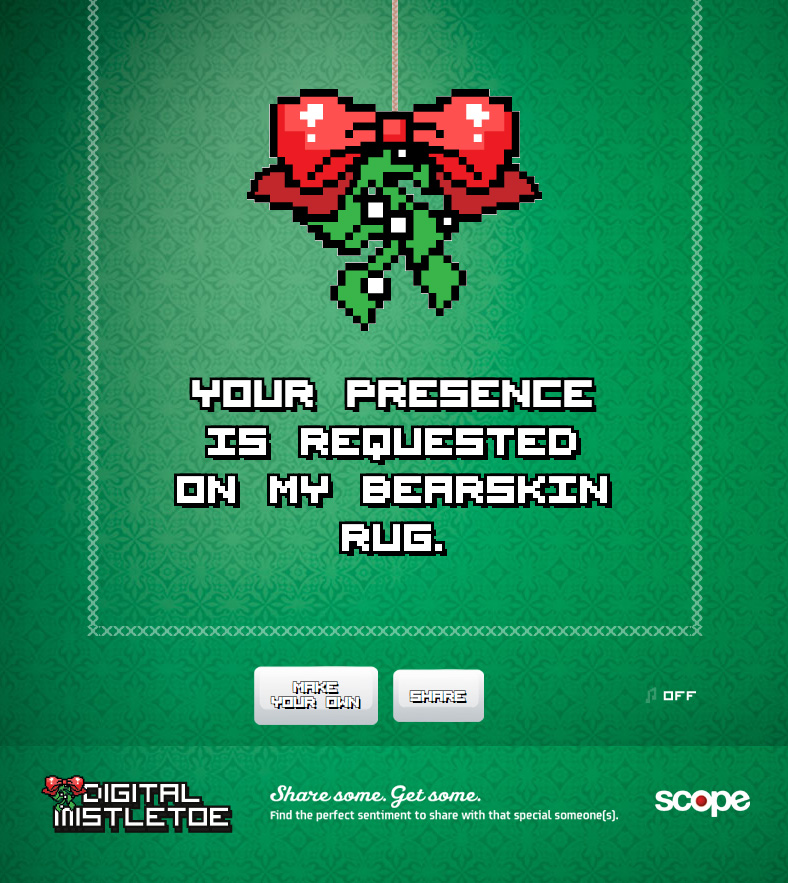 YOUR PRESENCE
IS REQUESTED
ON MY BEARSKIN
RUG.
MAKE
YOUR OWN
SHARE
OFF
DIGITAL
MISTLETOE
Share some. Get some.
Find the perfect sentiment to share with that special someone(s).
scope